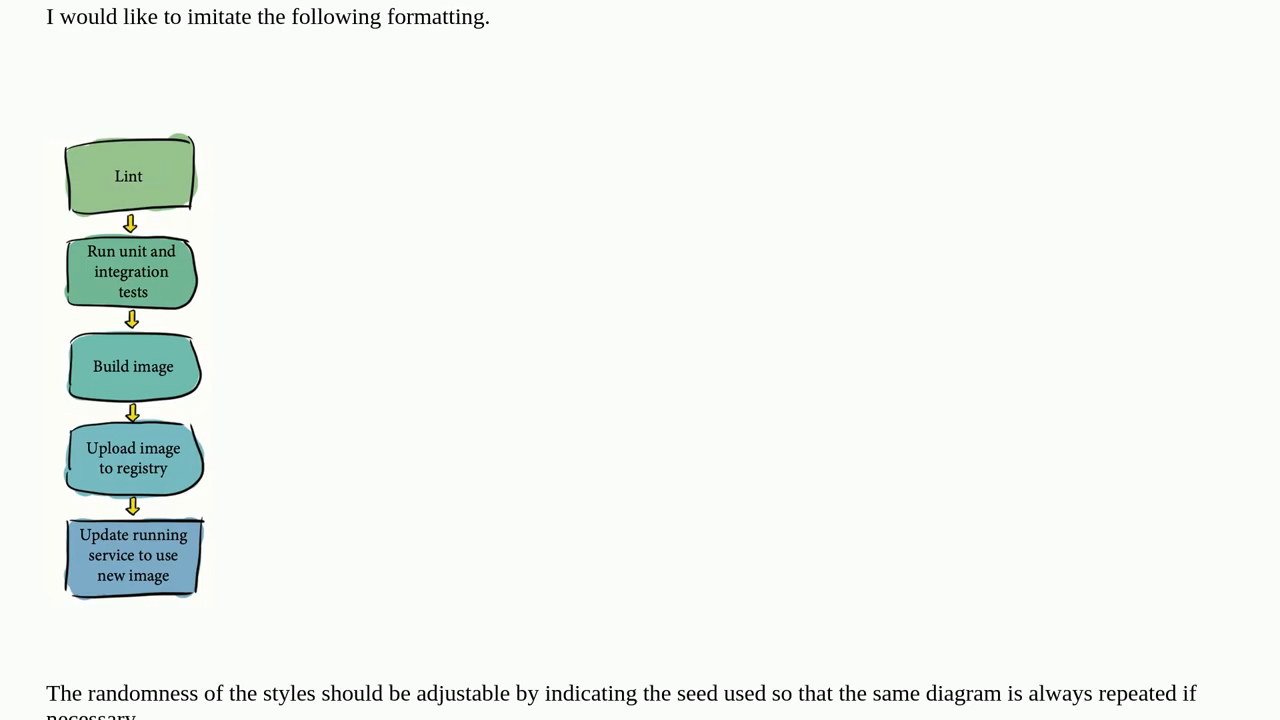 I would like to imitate the following formatting.
Lint
Run unit and
integration
tests
Build image
Upload image
to registry
Update running
service to use
new image
The randomness of the styles should be adjustable by indicating the seed used so that the same diagram is always repeated if
necessary.